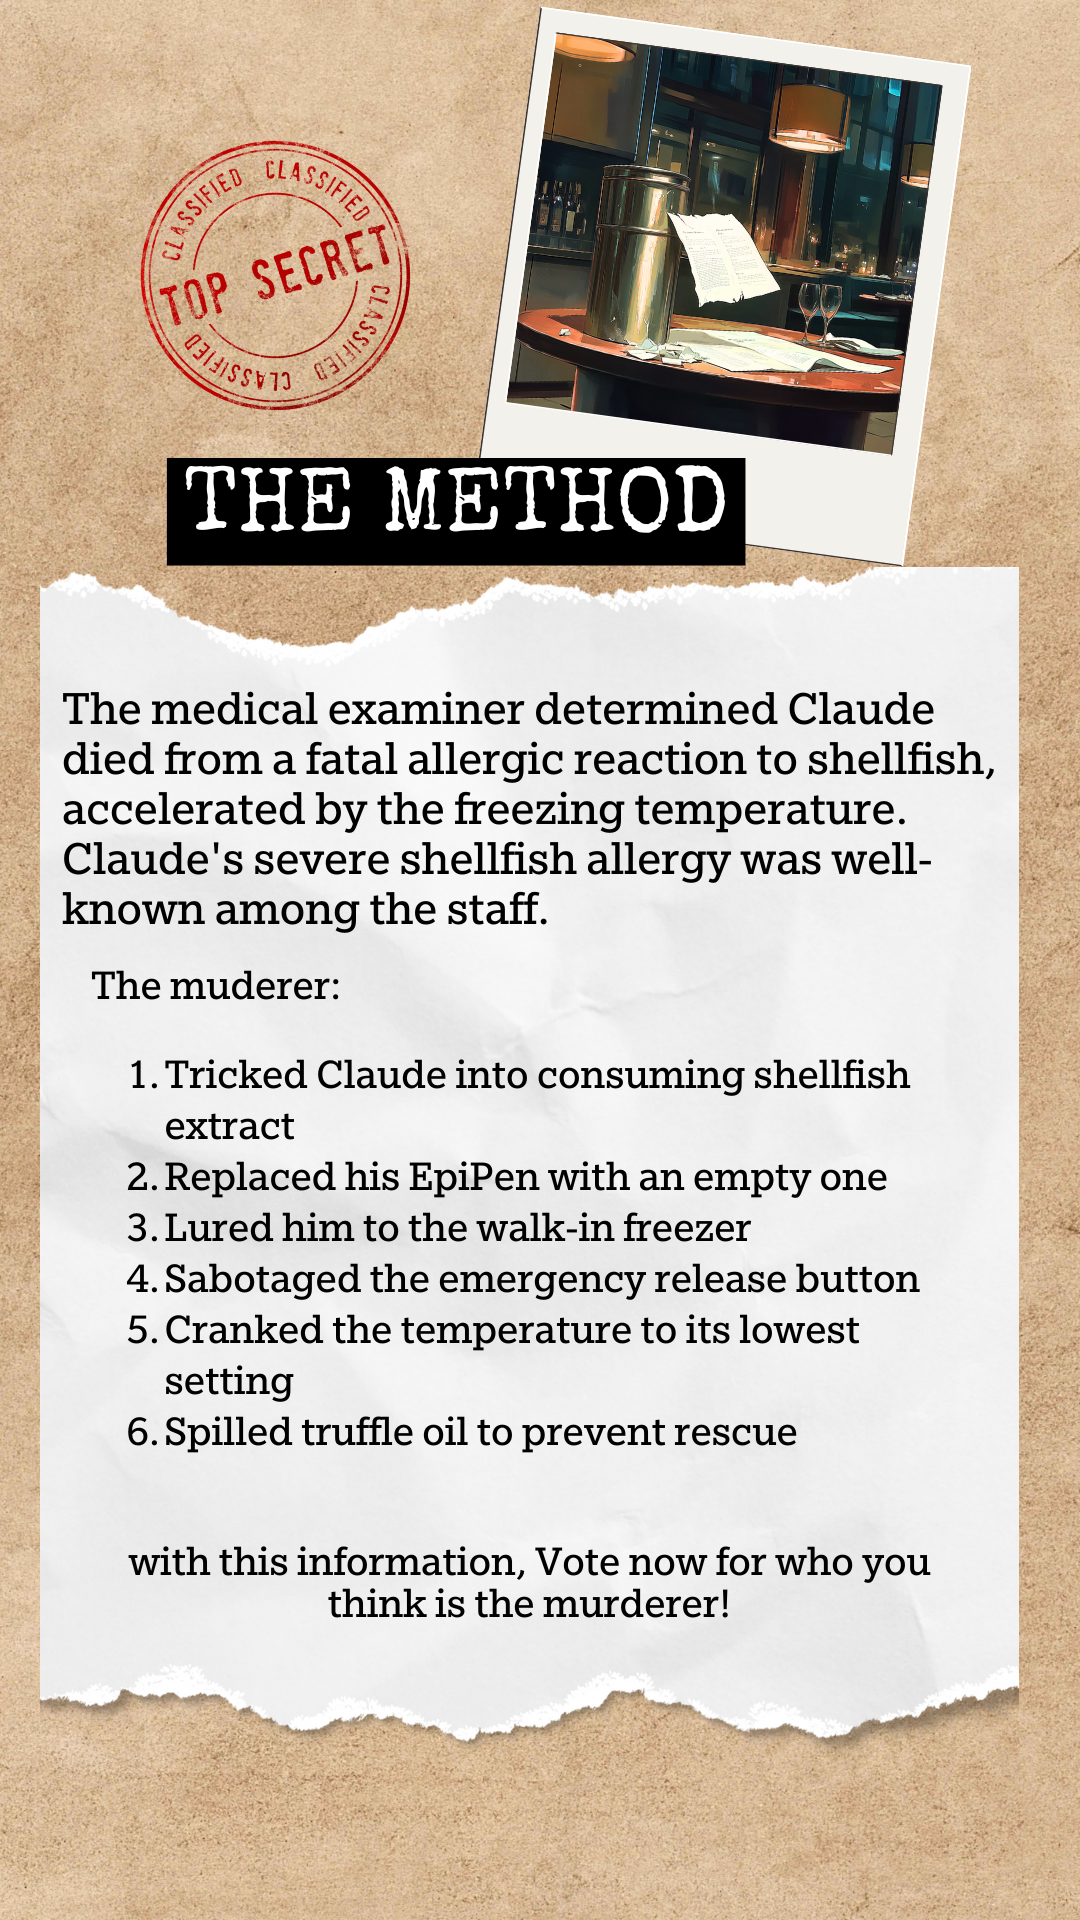 CLASSIFIED CLASSIFIED
TOP SECRET
CLASSIFIED CLASSIFIED CLASSIFIED
THE METHOD
The medical examiner determined Claude
died from a fatal allergic reaction to shellfish,
accelerated by the freezing temperature.
Claude's severe shellfish allergy was well-
known among the staff.
The muderer:
1. Tricked Claude into consuming shellfish
extract
2. Replaced his EpiPen with an empty one
3. Lured him to the walk-in freezer
4. Sabotaged the emergency release button
5. Cranked the temperature to its lowest
setting
6. Spilled truffle oil to prevent rescue
with this information, Vote now for who you
think is the murderer!